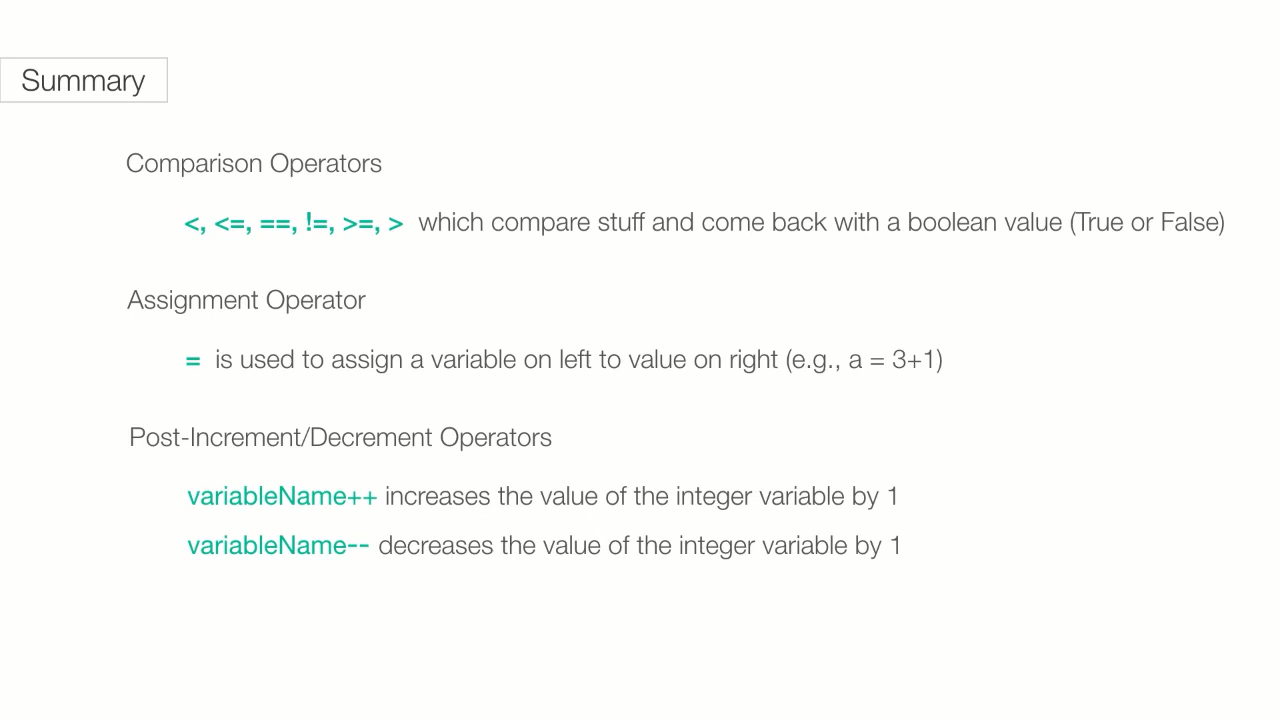 Summary
Comparison Operators
<, <=, ==, !=, >=, > which compare stuff and come back with a boolean value (True or False)
Assignment Operator
= is used to assign a variable on left to value on right (e.g., a = 3+1)
Post-Increment/Decrement Operators
variableName++ increases the value of the integer variable by 1
variableName-- decreases the value of the integer variable by 1